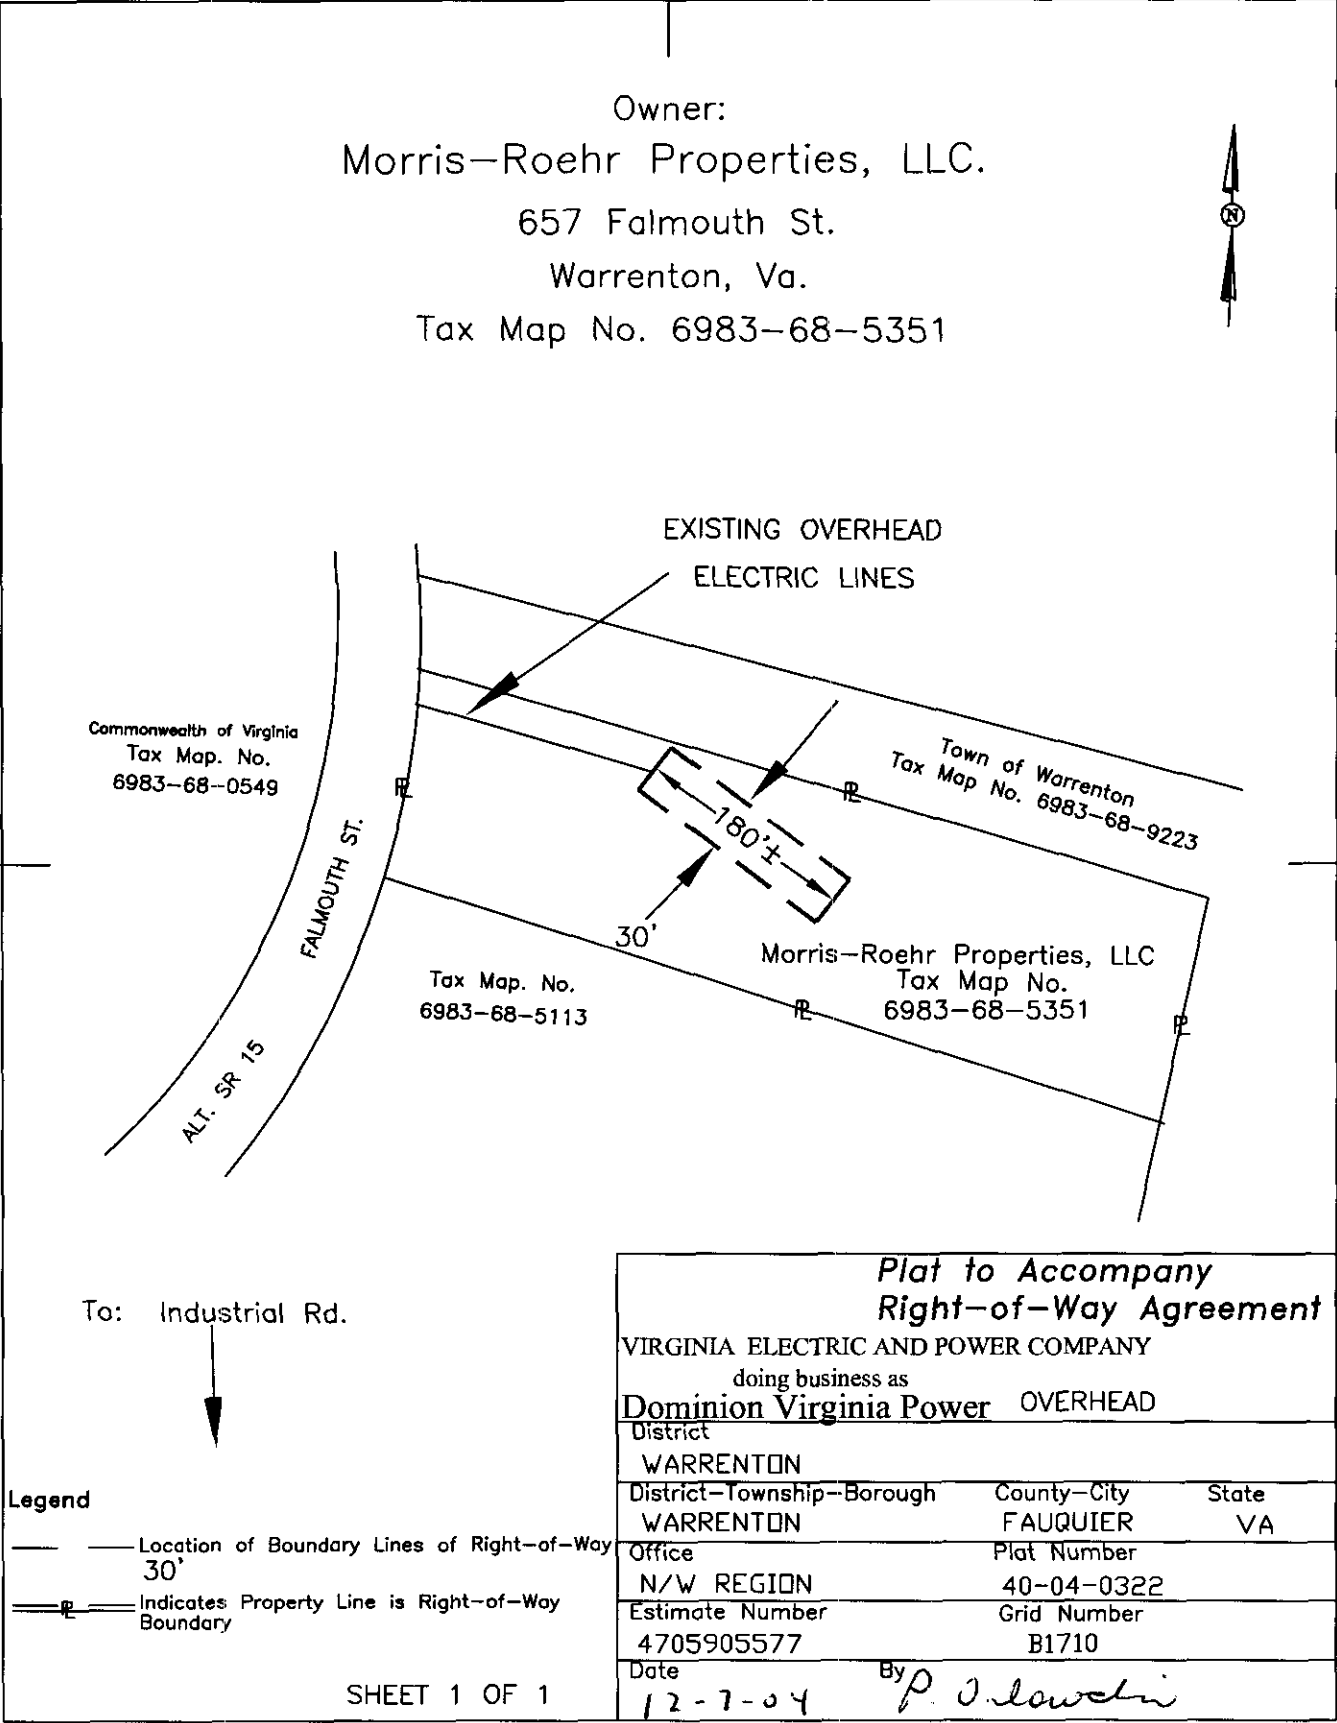 Owner:
Morris-Roehr Properties, LLC.
657 Falmouth St.
Warrenton, Va.
Tax Map No. 6983-68-5351
N
EXISTING OVERHEAD
ELECTRIC LINES
Commonwealth of Virginia
Tax Map. No.
6983-68-0549
PL
PL
Town of Warrenton
Tax Map No. 6983-68-9223
180'±
30'
FALMOUTH ST.
ALT. SR 15
Morris-Roehr Properties, LLC
Tax Map No.
6983-68-5351
Tax Map. No.
6983-68-5113
PL
PL
To: Industrial Rd.
Legend
Location of Boundary Lines of Right-of-Way
30'
PL Indicates Property Line is Right-of-Way
Boundary
SHEET 1 OF 1
Plat to Accompany
Right-of-Way Agreement
VIRGINIA ELECTRIC AND POWER COMPANY
doing business as
Dominion Virginia Power OVERHEAD
District
WARRENTON
District-Township-Borough County-City State
WARRENTON FAUQUIER VA
Office Plat Number
N/W REGION 40-04-0322
Estimate Number Grid Number
4705905577 B1710
Date By
12-7-04 P.